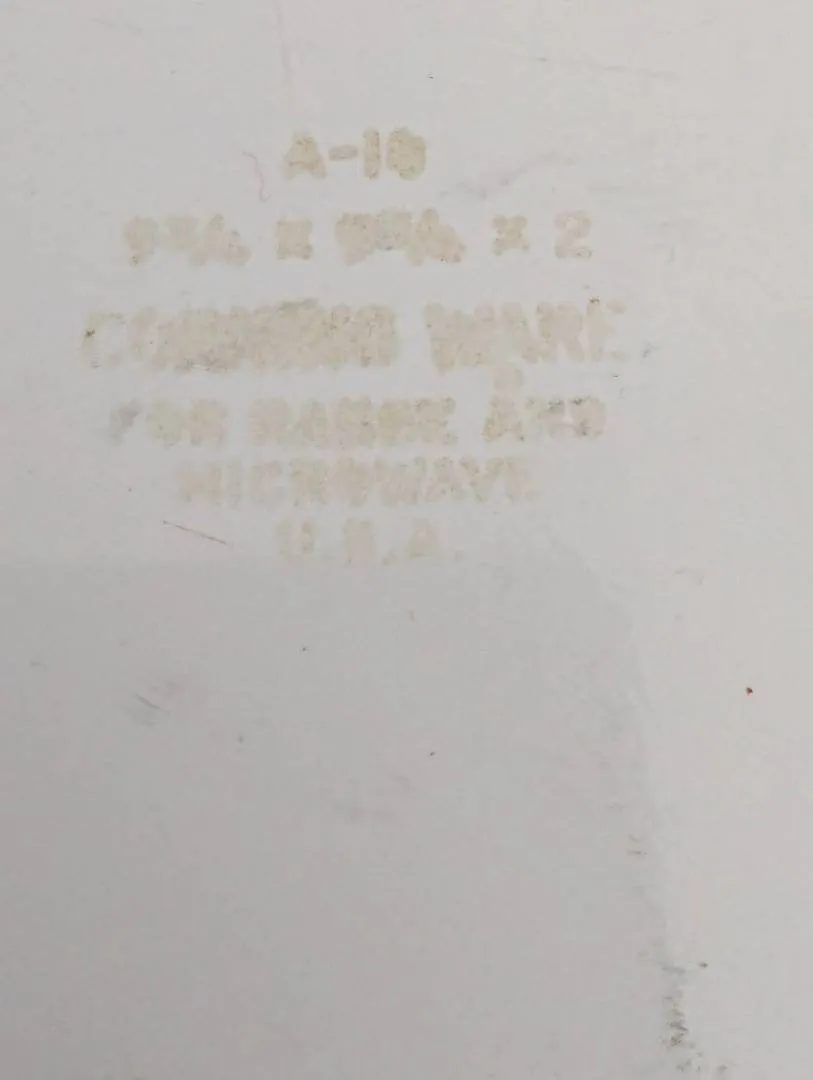 A-10
9¾ x 9¾ x 2
CORNING WARE
FOR RANGE AND
MICROWAVE
U.S.A.